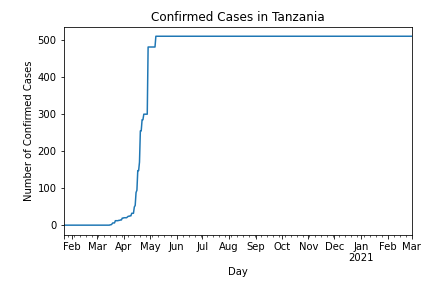 Confirmed Cases in Tanzania
Number of Confirmed Cases
500
400
300
200
100
0
Feb Mar Apr May Jun Jul Aug Sep Oct Nov Dec Jan Feb Mar
2021
Day